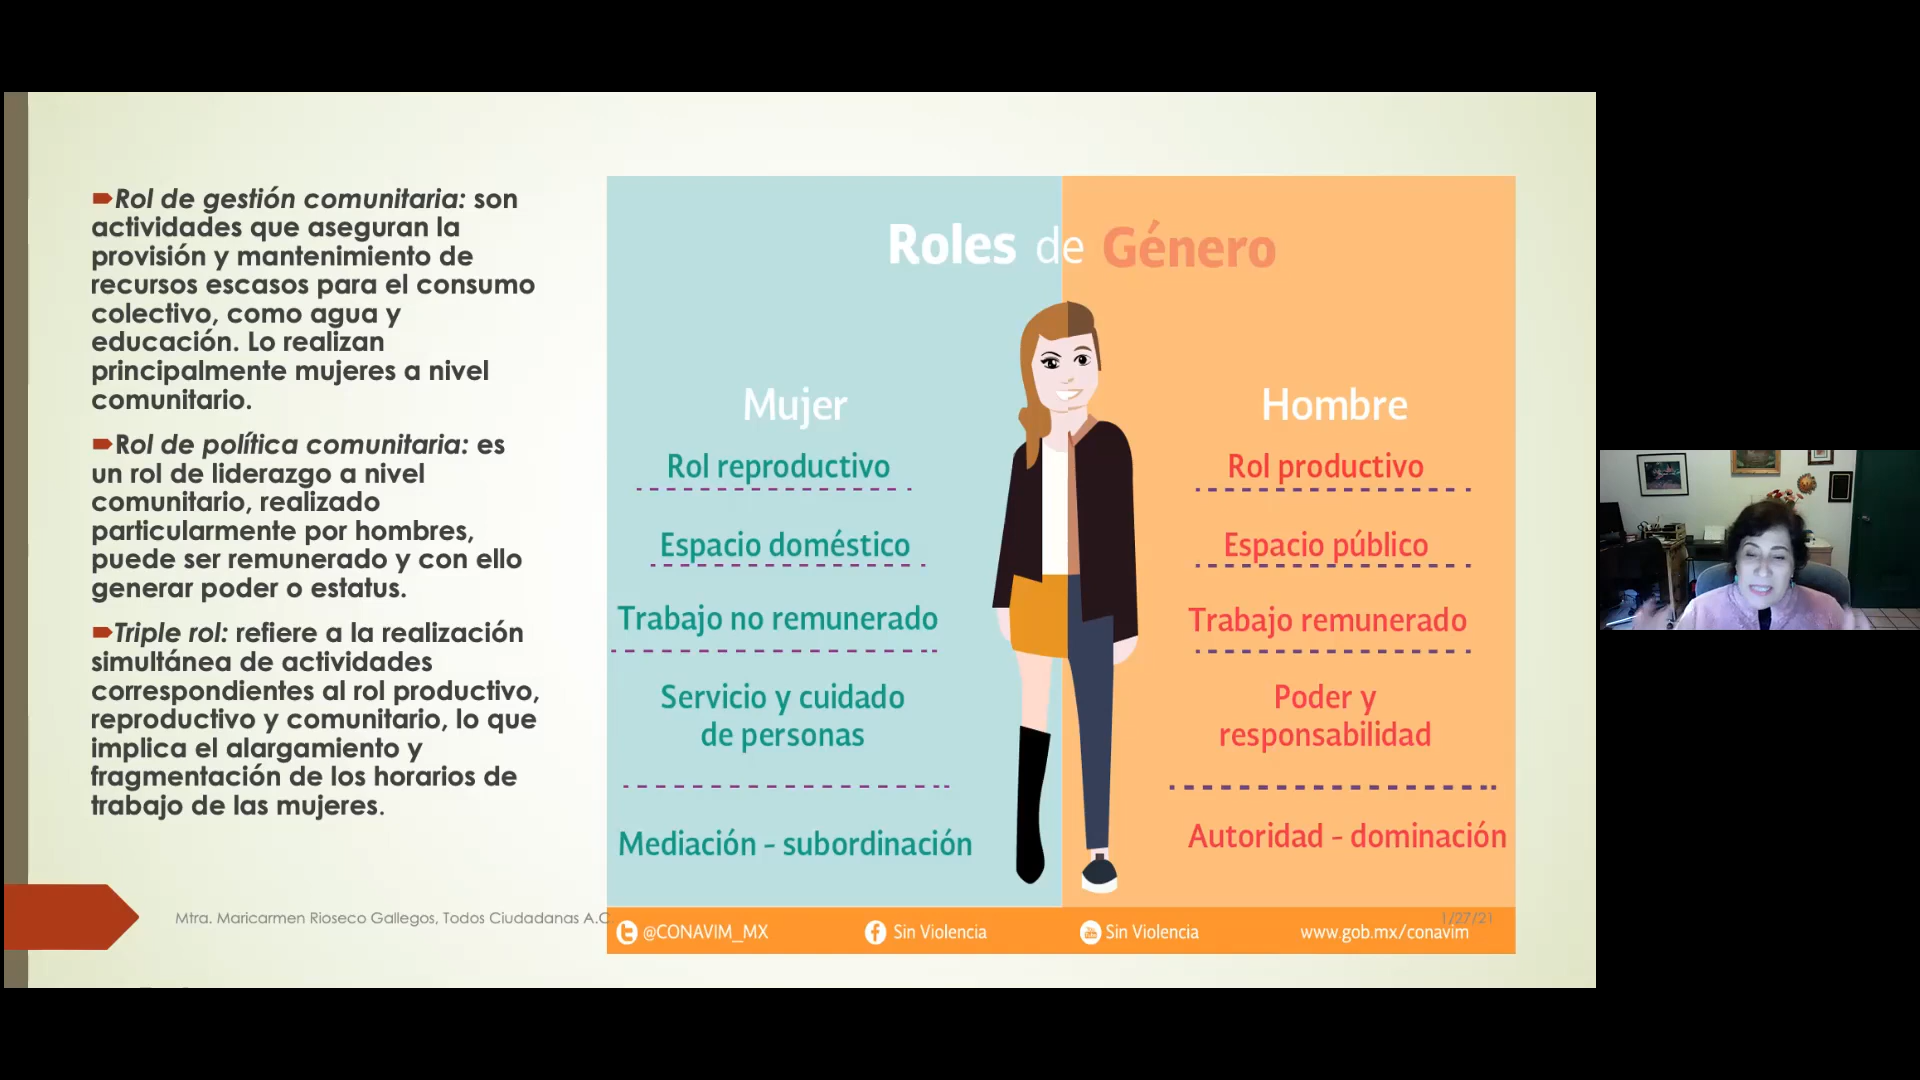 Rol de gestión comunitaria: son
actividades que aseguran la
provisión y mantenimiento de
recursos escasos para el consumo
colectivo, como agua y
educación. Lo realizan
principalmente mujeres a nivel
comunitario.
Rol de política comunitaria: es
un rol de liderazgo a nivel
comunitario, realizado
particularmente por hombres,
puede ser remunerado y con ello
generar poder o estatus.
Triple rol: refiere a la realización
simultánea de actividades
correspondientes al rol productivo,
reproductivo y comunitario, lo que
implica el alargamiento y
fragmentación de los horarios de
trabajo de las mujeres.
Roles de Género
Mujer
Rol reproductivo
Espacio doméstico
Trabajo no remunerado
Servicio y cuidado
de personas
Mediación - subordinación
Hombre
Rol productivo
Espacio público
Trabajo remunerado
Poder y
responsabilidad
Autoridad - dominación
Mtra. Maricarmen Rioseco Gallegos, Todos Ciudadanas A.C
1/27/21
@CONAVIM_MX
Sin Violencia
Sin Violencia
www.gob.mx/conavim